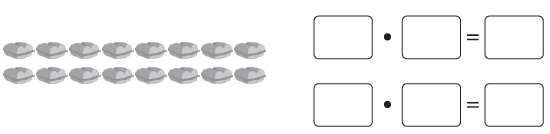 • =
• =